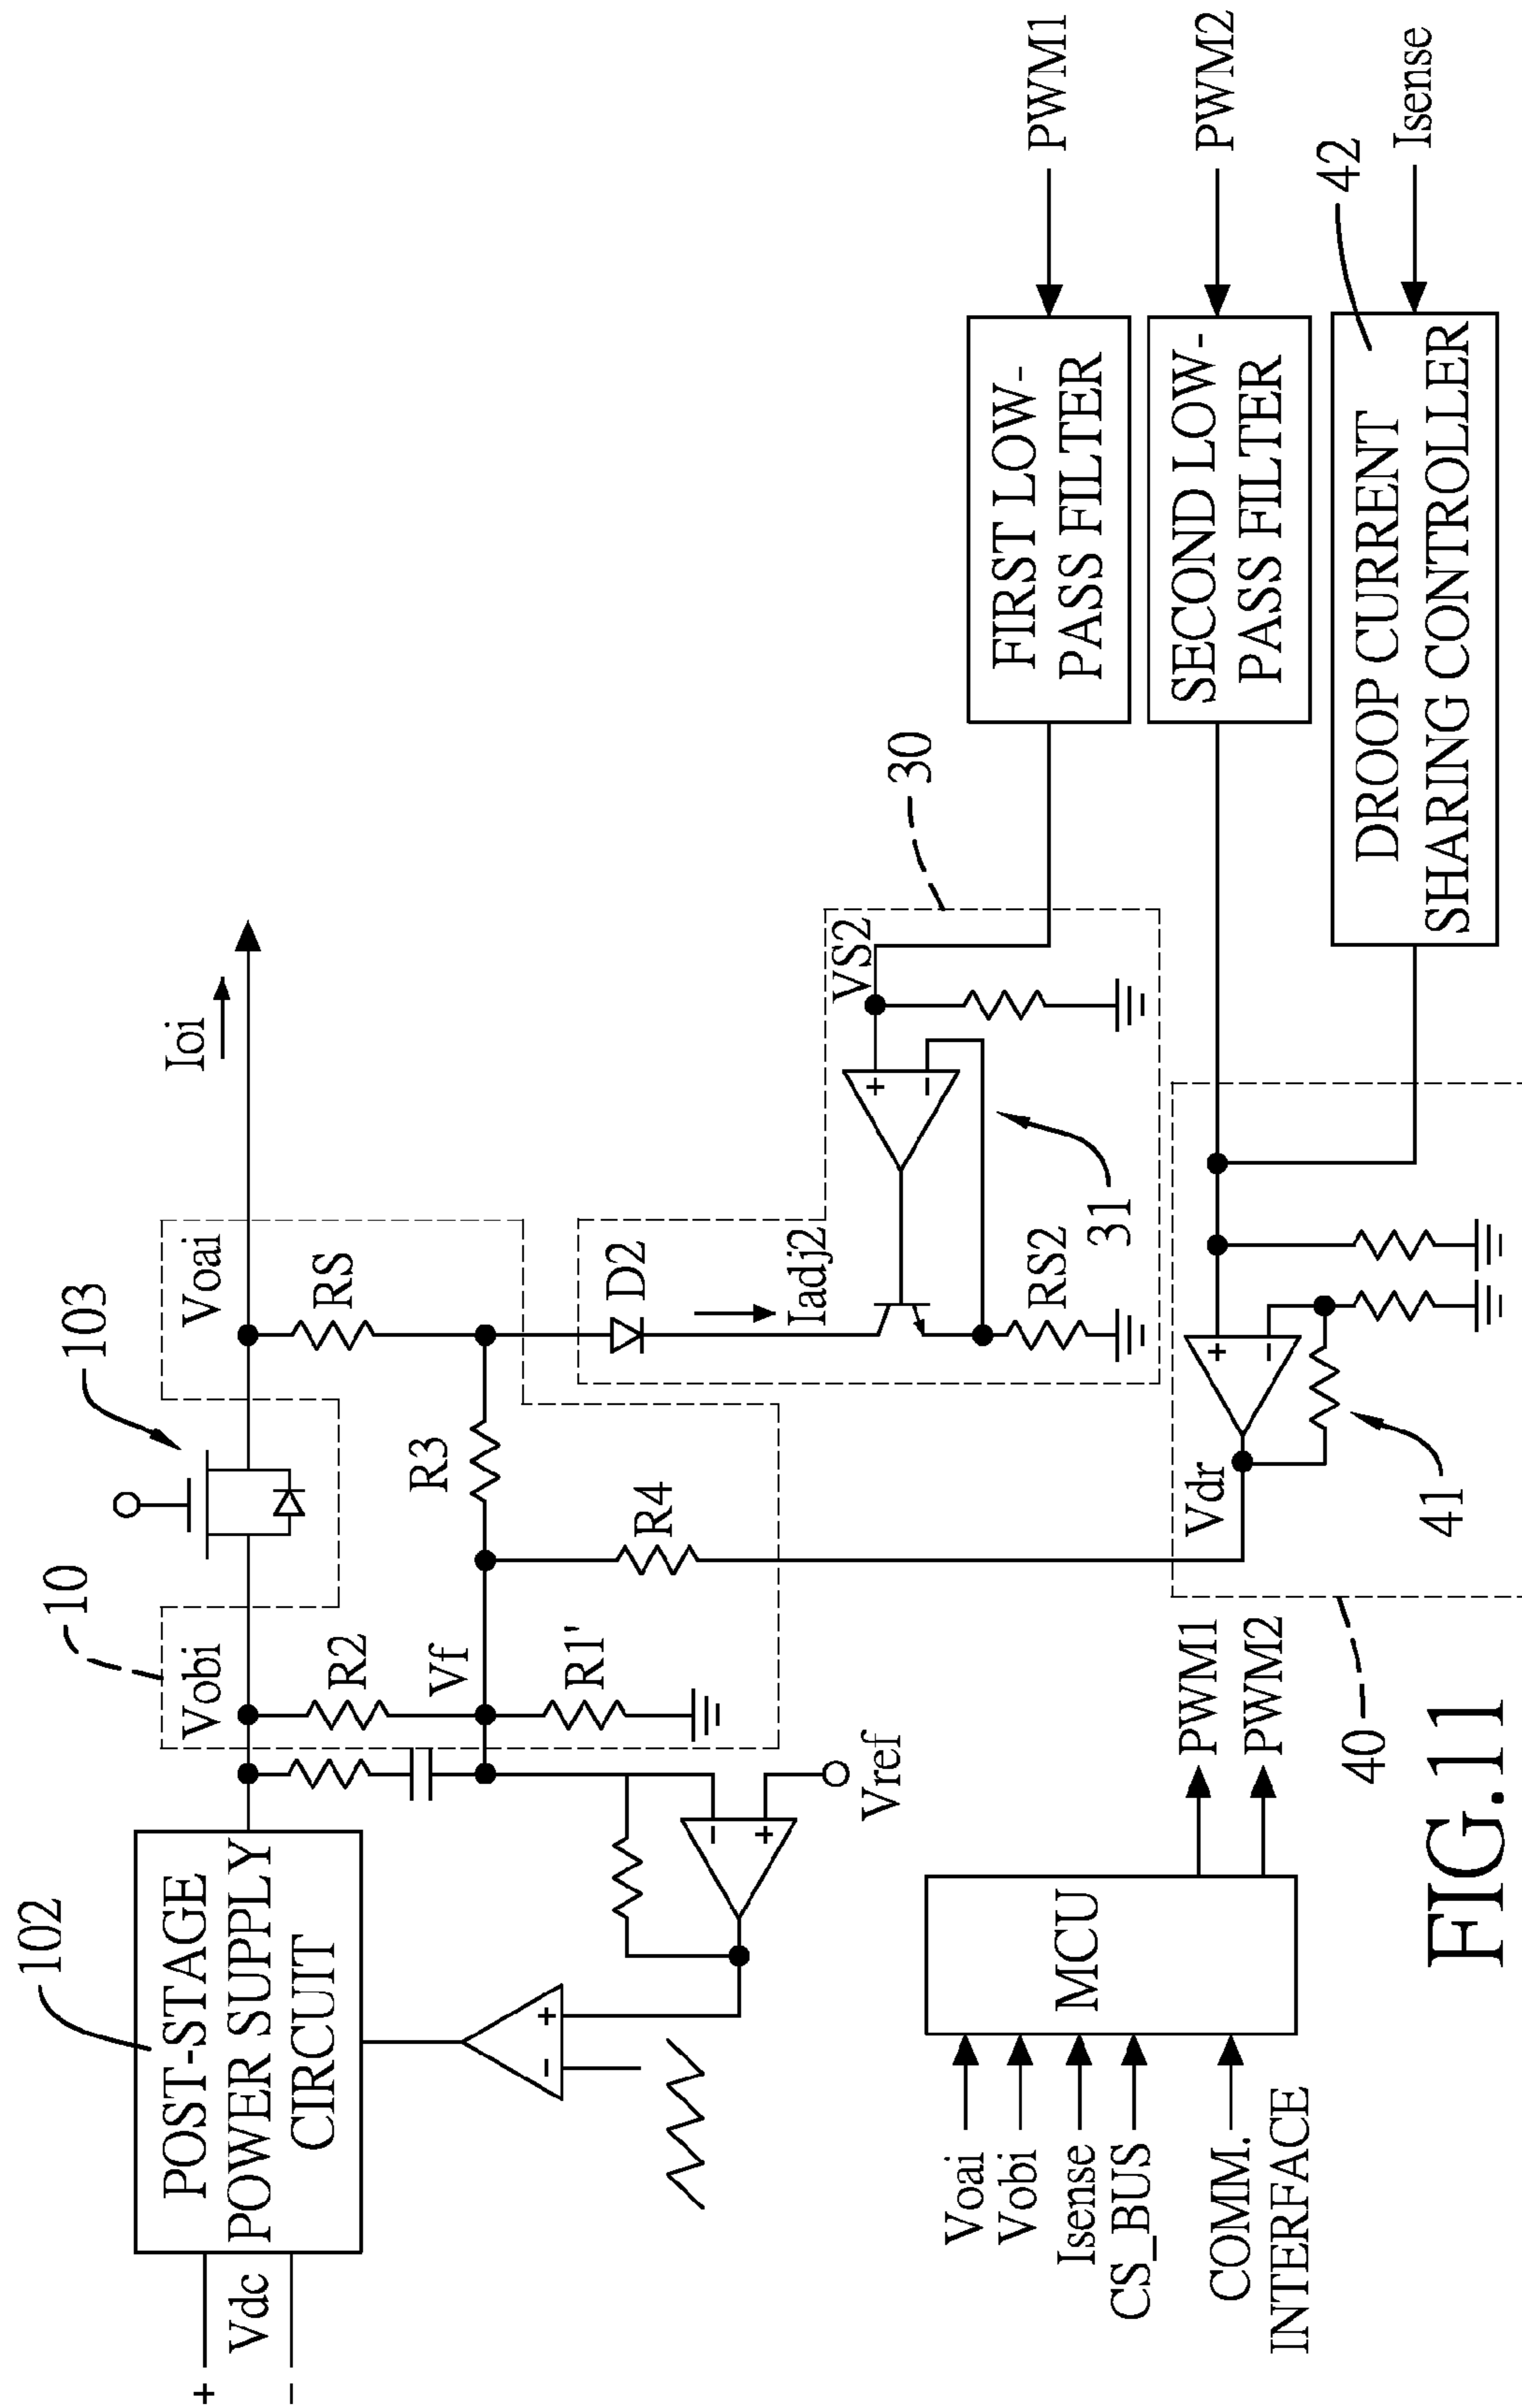 102
POST-STAGE
POWER SUPPLY
CIRCUIT
+
Vdc
−
10
Vobi
103
Voai
Ioi
R2
RS
Vf
R3
R1'
R4
Vref
−
+
+
−
D2
Iadj2
VS2
30
+
−
31
RS2
FIRST LOW-
PASS FILTER
PWM1
SECOND LOW-
PASS FILTER
PWM2
42
DROOP CURRENT
SHARING CONTROLLER
Isense
Vdr
+
−
41
40
Voai
Vobi
Isense
CS_BUS
COMM.
INTERFACE
MCU
PWM1
PWM2
FIG.11